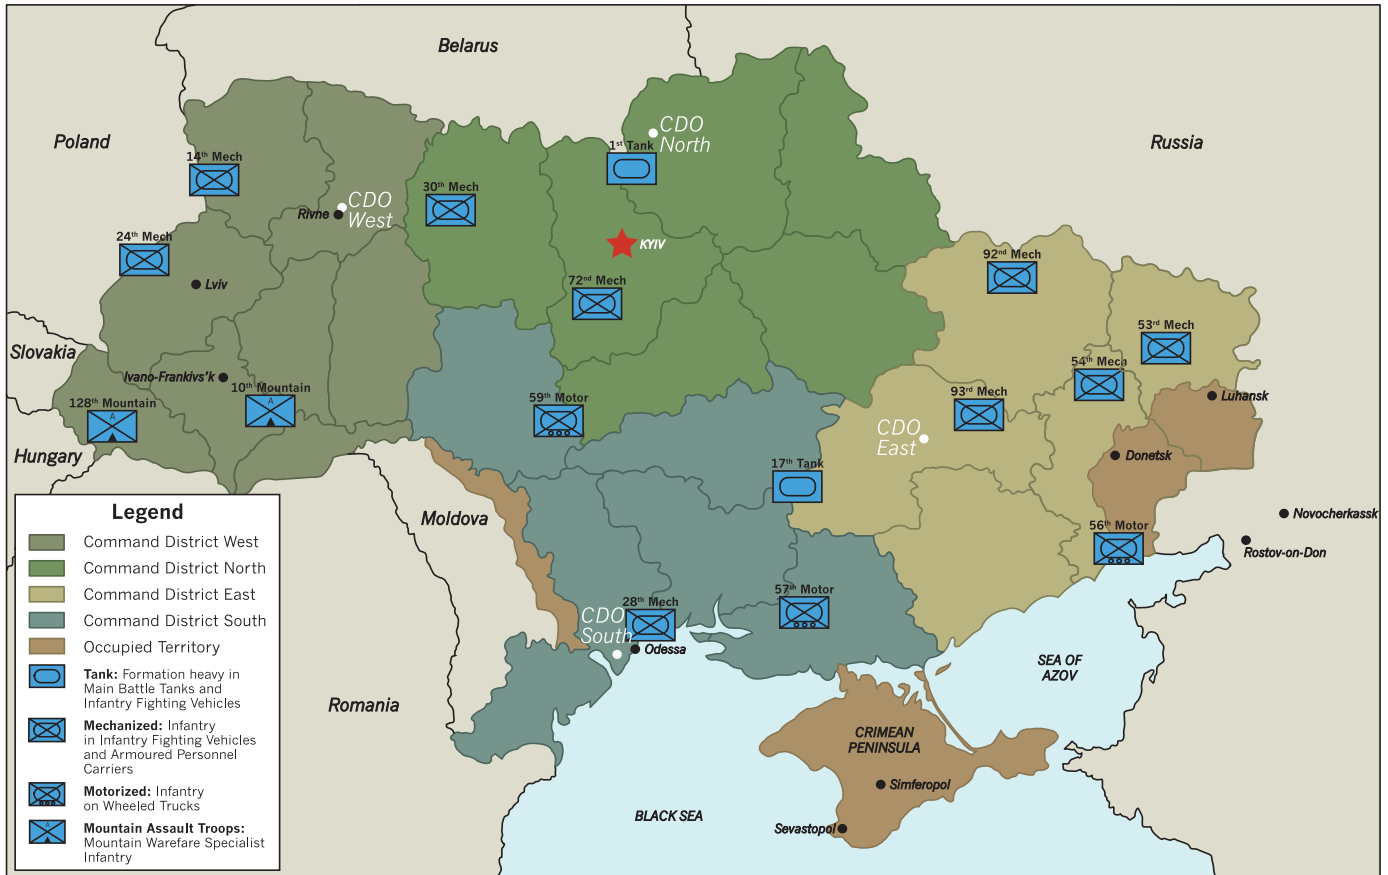 Belarus
Poland
Russia
CDO
North
1st Tank
14th Mech
30th Mech
CDO
West
Rivne
24th Mech
KYIV
92nd Mech
Lviv
72nd Mech
53rd Mech
Slovakia
54th Mech
Ivano-Frankivs'k
10th Mountain
128th Mountain
59th Motor
93rd Mech
Luhansk
CDO
East
Hungary
Donetsk
17th Tank
Moldova
Novocherkassk
56th Motor
Rostov-on-Don
57th Motor
28th Mech
CDO
South
Odessa
SEA OF
AZOV
Romania
CRIMEAN
PENINSULA
Simferopol
BLACK SEA
Sevastopol
Legend
Command District West
Command District North
Command District East
Command District South
Occupied Territory
Tank: Formation heavy in
Main Battle Tanks and
Infantry Fighting Vehicles
Mechanized: Infantry
in Infantry Fighting Vehicles
and Armoured Personnel
Carriers
Motorized: Infantry
on Wheeled Trucks
A
Mountain Assault Troops:
Mountain Warefare Specialist
Infantry
A
A